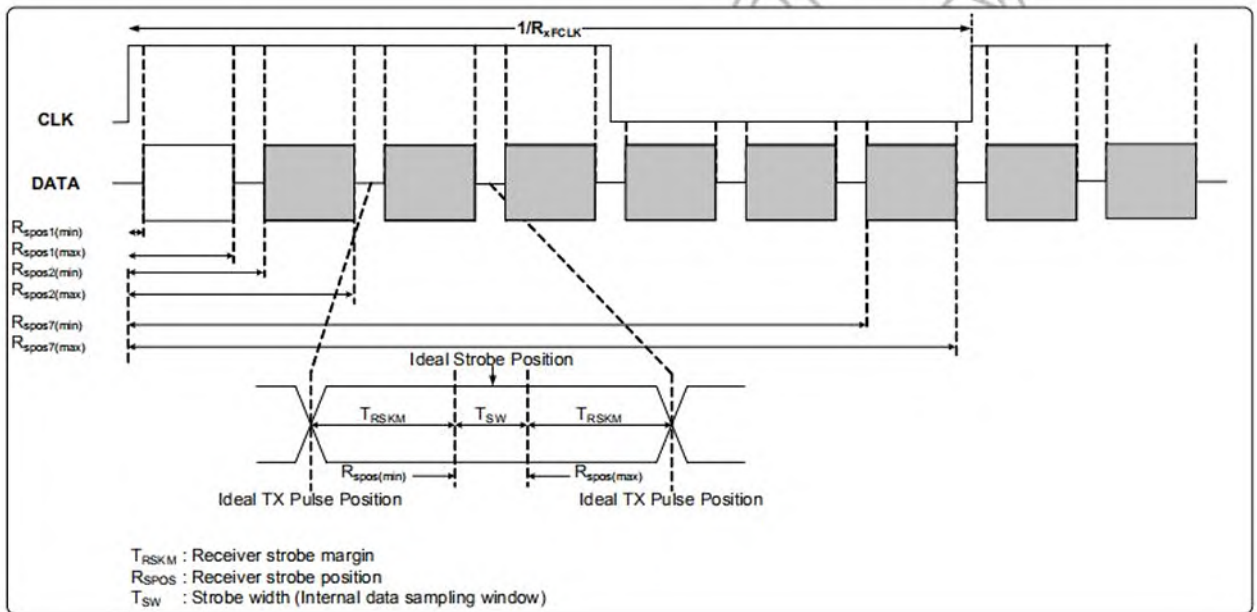 1/RxFCLK
CLK
DATA
Rspos1(min)
Rspos1(max)
Rspos2(min)
Rspos2(max)
Rspos7(min)
Rspos7(max)
Ideal Strobe Position
TRSKM TSW TRSKM
Rspos(min) Rspos(max)
Ideal TX Pulse Position Ideal TX Pulse Position
TRSKM : Receiver strobe margin
RSPOS : Receiver strobe position
TSW : Strobe width (Internal data sampling window)